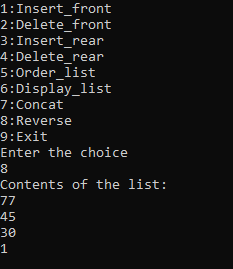 1:Insert_front
2:Delete_front
3:Insert_rear
4:Delete_rear
5:Order_list
6:Display_list
7:Concat
8:Reverse
9:Exit
Enter the choice
8
Contents of the list:
77
45
30
1